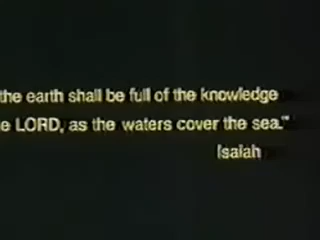 the earth shall be full of the knowledge
e LORD, as the waters cover the sea."
Isaiah